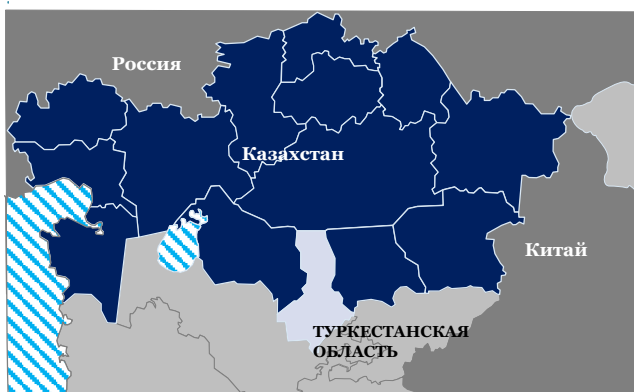 Россия
Казахстан
Китай
ТУРКЕСТАНСКАЯ
ОБЛАСТЬ